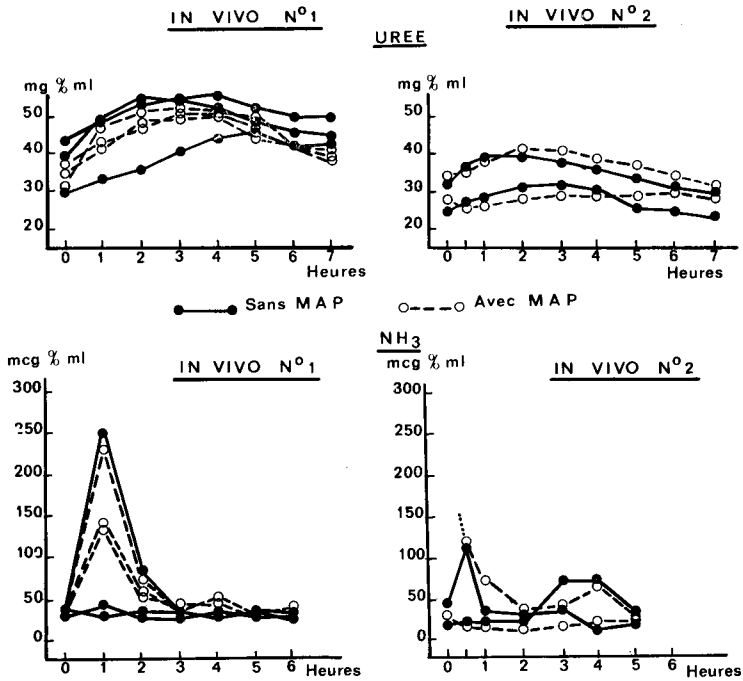 IN VIVO Nº1
IN VIVO Nº2
UREE
mg % ml
50
40
30
20
0 1 2 3 4 5 6 7
Heures
mg % ml
50
40
30
20
0 1 2 3 4 5 6 7
Heures
Sans MAP
Avec MAP
NH3
mcg % ml
IN VIVO Nº1
300
250
200
150
100
50
0
0 1 2 3 4 5 6 Heures
mcg % ml
IN VIVO Nº2
300
250
200
150
100
50
0
0 1 2 3 4 5 6 Heures